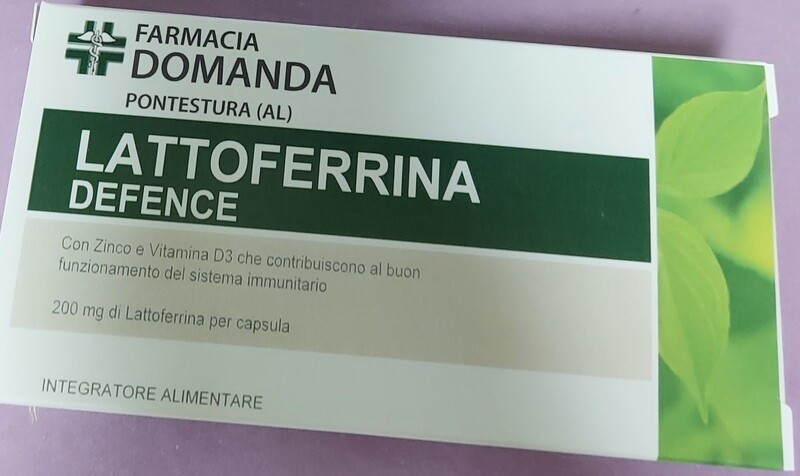 FARMACIA
DOMANDA
PONTESTURA (AL)
LATTOFERRINA
DEFENCE
Con Zinco e Vitamina D3 che contribuiscono al buon
funzionamento del sistema immunitario
200 mg di Lattoferrina per capsula
INTEGRATORE ALIMENTARE